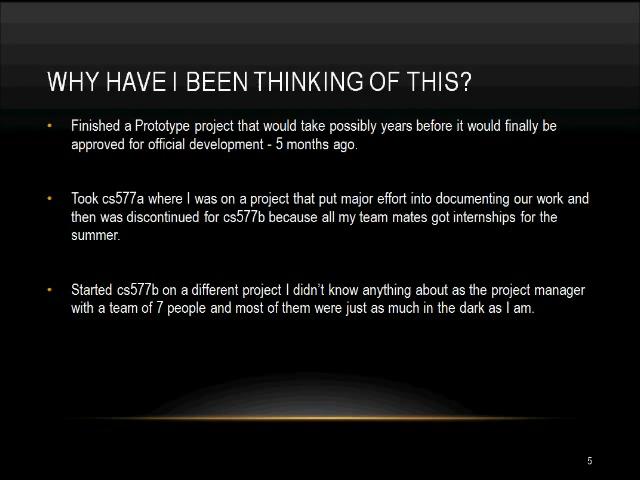 WHY HAVE I BEEN THINKING OF THIS?
• Finished a Prototype project that would take possibly years before it would finally be
approved for official development - 5 months ago.
• Took cs577a where I was on a project that put major effort into documenting our work and
then was discontinued for cs577b because all my team mates got internships for the
summer.
• Started cs577b on a different project I didn't know anything about as the project manager
with a team of 7 people and most of them were just as much in the dark as I am.
5